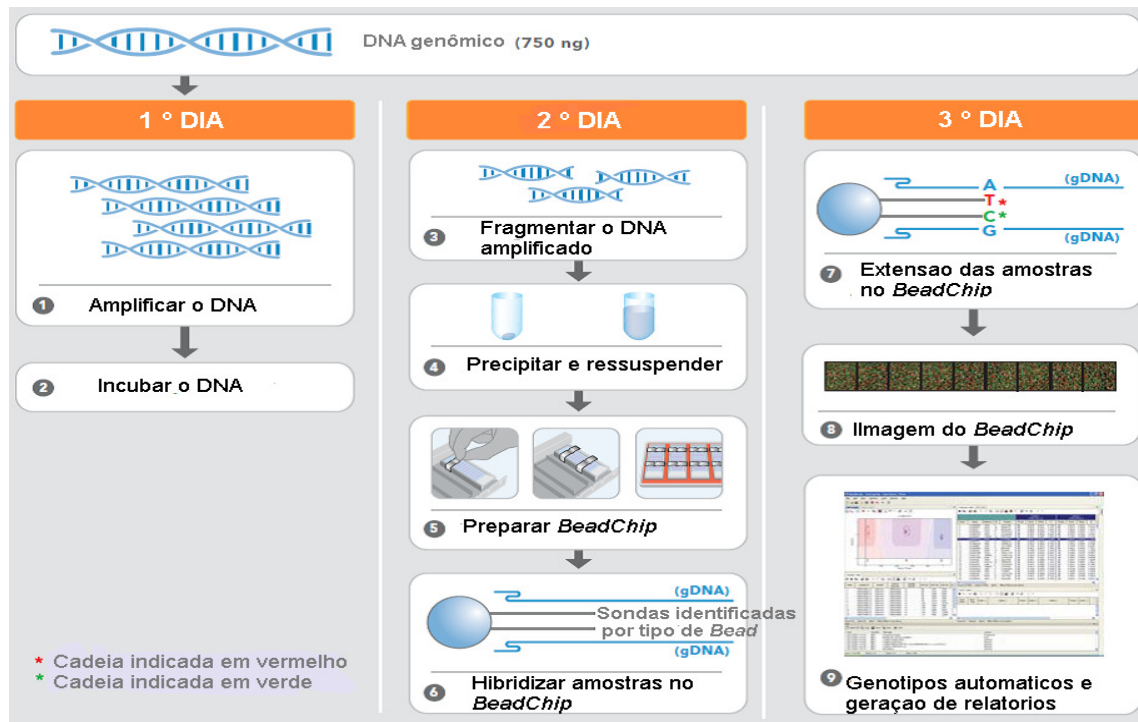 DNA genômico (750 ng)
1 ° DIA
1 Amplificar o DNA
2 Incubar o DNA
* Cadeia indicada em vermelho
* Cadeia indicada em verde
2 ° DIA
3 Fragmentar o DNA
amplificado
4 Precipitar e ressuspender
5 Preparar BeadChip
(gDNA)
Sondas identificadas
por tipo de Bead
(gDNA)
6 Hibridizar amostras no
BeadChip
3 ° DIA
(gDNA)
A
T *
C *
G
(gDNA)
7 Extensao das amostras
no BeadChip
8 IImagem do BeadChip
9 Genotipos automaticos e
geraçao de relatorios